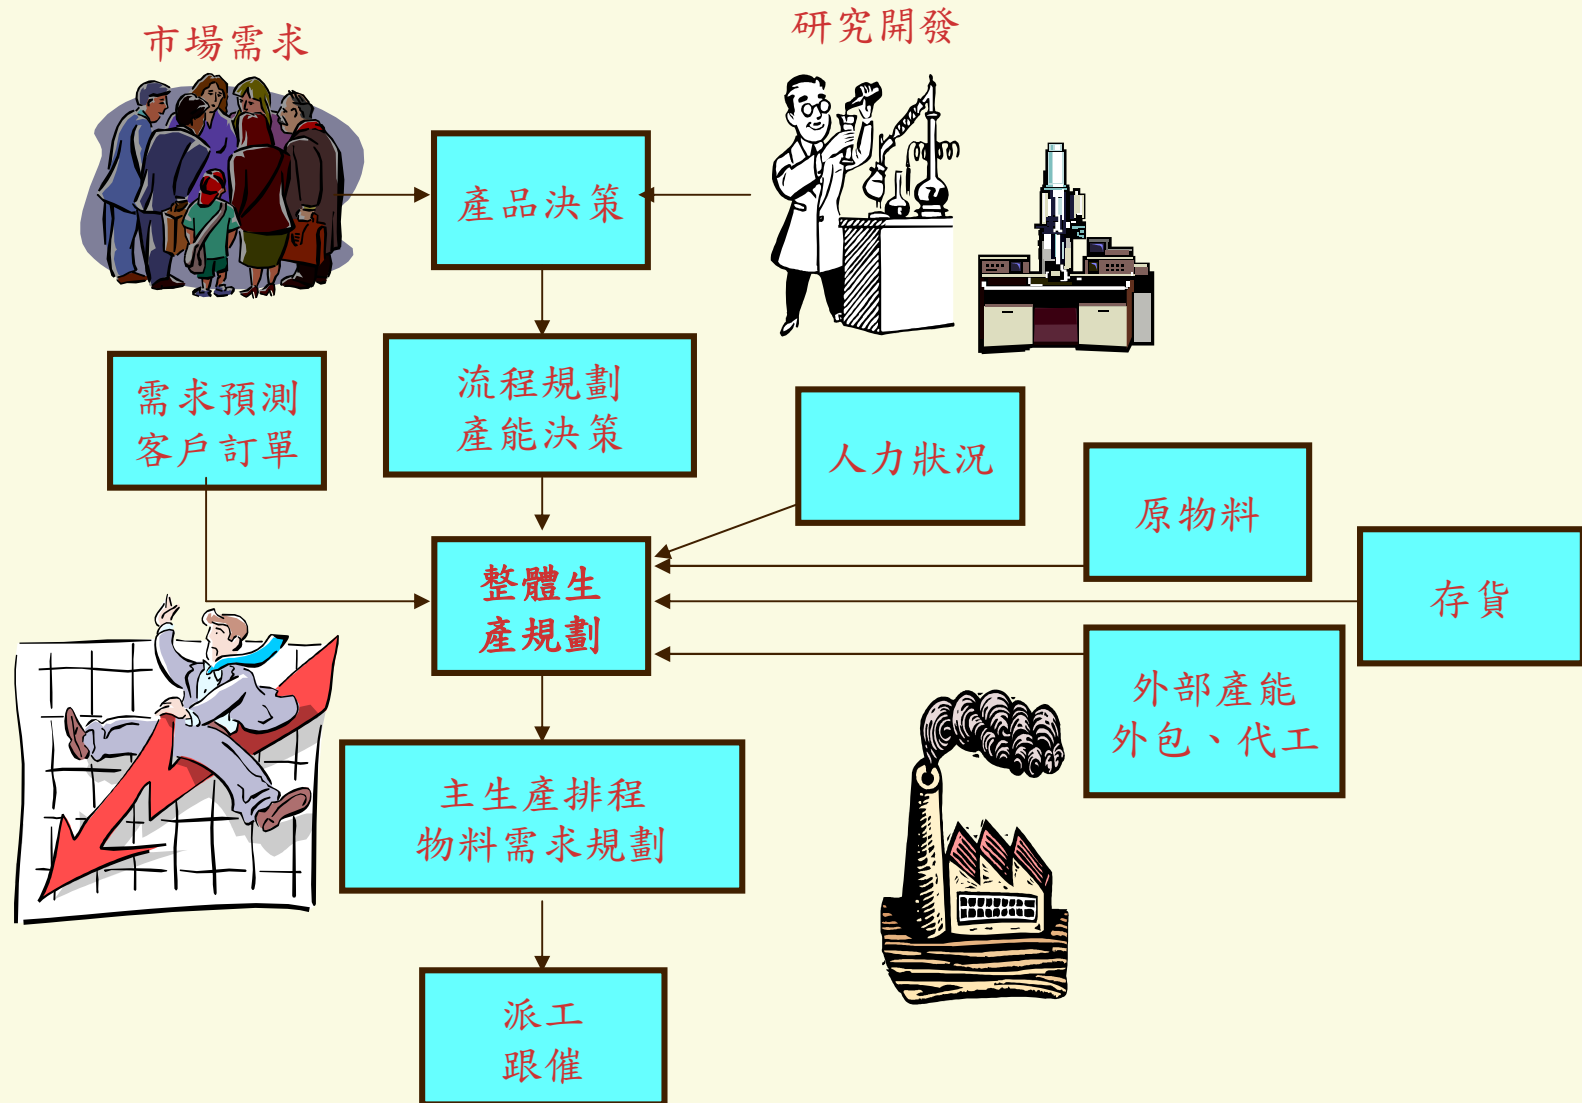 市場需求
研究開發
產品決策
流程規劃
產能決策
需求預測
客戶訂單
人力狀況
原物料
存貨
整體生
產規劃
外部產能
外包、代工
主生產排程
物料需求規劃
派工
跟催